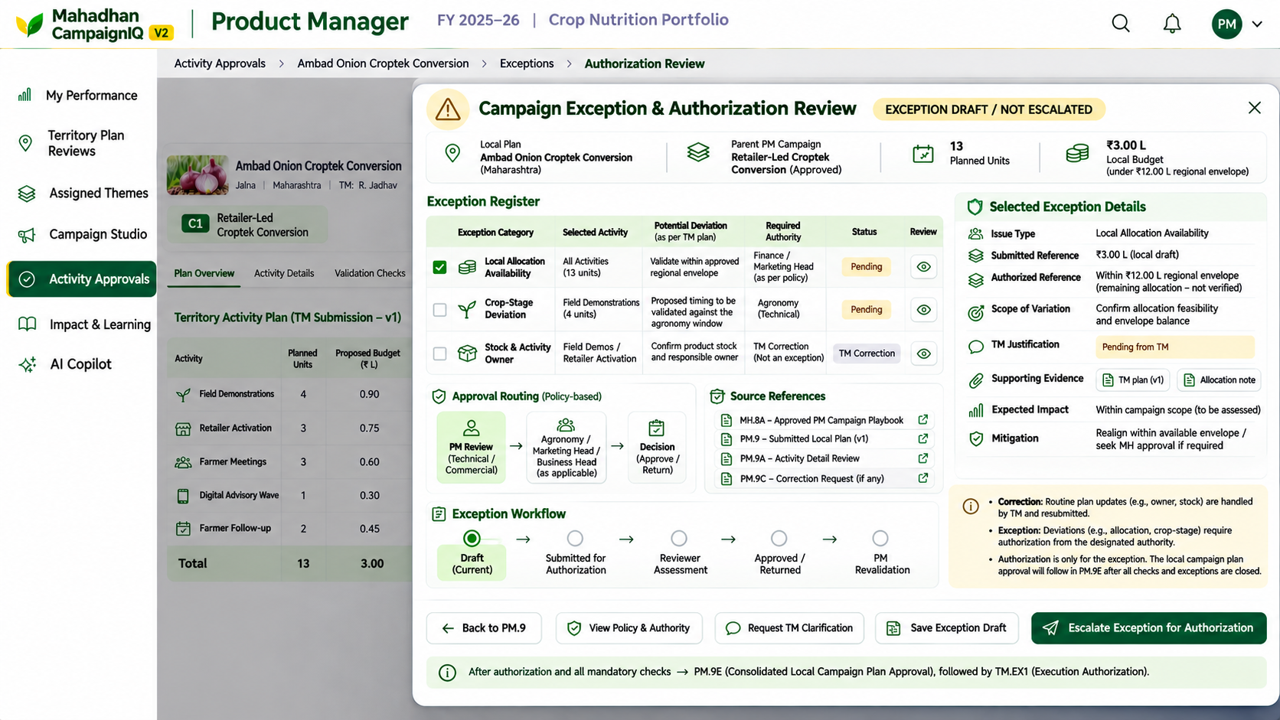 Mahadhan
CampaignIQ V2
Product Manager
FY 2025–26 | Crop Nutrition Portfolio
PM
My Performance
Territory Plan
Reviews
Assigned Themes
Campaign Studio
Activity Approvals
Impact & Learning
AI Copilot
Activity Approvals > Ambad Onion Croptek Conversion > Exceptions > Authorization Review
Ambad Onion Croptek Conversion
Jalna | Maharashtra | TM: R. Jadhav
C1
Retailer-Led
Croptek Conversion
Plan Overview Activity Details Validation Checks
Territory Activity Plan (TM Submission – v1)
Activity Planned Units Proposed Budget (₹ L)
Field Demonstrations 4 0.90
Retailer Activation 3 0.75
Farmer Meetings 3 0.60
Digital Advisory Wave 1 0.30
Farmer Follow-up 2 0.45
Total 13 3.00
Campaign Exception & Authorization Review
EXCEPTION DRAFT / NOT ESCALATED
Local Plan
Ambad Onion Croptek Conversion
(Maharashtra)
Parent PM Campaign
Retailer-Led Croptek
Conversion (Approved)
13
Planned Units
₹3.00 L
Local Budget
(under ₹12.00 L regional envelope)
Exception Register
Exception Category Selected Activity Potential Deviation (as per TM plan) Required Authority Status Review
Local Allocation Availability All Activities (13 units) Validate within approved regional envelope Finance / Marketing Head (as per policy) Pending
Crop-Stage Deviation Field Demonstrations (4 units) Proposed timing to be validated against the agronomy window Agronomy (Technical) Pending
Stock & Activity Owner Field Demos / Retailer Activation Confirm product stock and responsible owner TM Correction (Not an exception) TM Correction
Approval Routing (Policy-based)
PM Review
(Technical /
Commercial)
Agronomy /
Marketing Head /
Business Head
(as applicable)
Decision
(Approve /
Return)
Source References
MH.8A – Approved PM Campaign Playbook
PM.9 – Submitted Local Plan (v1)
PM.9A – Activity Detail Review
PM.9C – Correction Request (if any)
Exception Workflow
Draft
(Current)
Submitted for
Authorization
Reviewer
Assessment
Approved /
Returned
PM
Revalidation
Selected Exception Details
Issue Type Local Allocation Availability
Submitted Reference ₹3.00 L (local draft)
Authorized Reference Within ₹12.00 L regional envelope
(remaining allocation – not verified)
Scope of Variation Confirm allocation feasibility
and envelope balance
TM Justification Pending from TM
Supporting Evidence TM plan (v1) Allocation note
Expected Impact Within campaign scope (to be assessed)
Mitigation Realign within available envelope /
seek MH approval if required
• Correction: Routine plan updates (e.g., owner, stock) are handled
by TM and resubmitted.
• Exception: Deviations (e.g., allocation, crop-stage) require
authorization from the designated authority.
• Authorization is only for the exception. The local campaign plan
approval will follow in PM.9E after all checks and exceptions are closed.
← Back to PM.9
View Policy & Authority
Request TM Clarification
Save Exception Draft
Escalate Exception for Authorization
After authorization and all mandatory checks → PM.9E (Consolidated Local Campaign Plan Approval), followed by TM.EX1 (Execution Authorization).